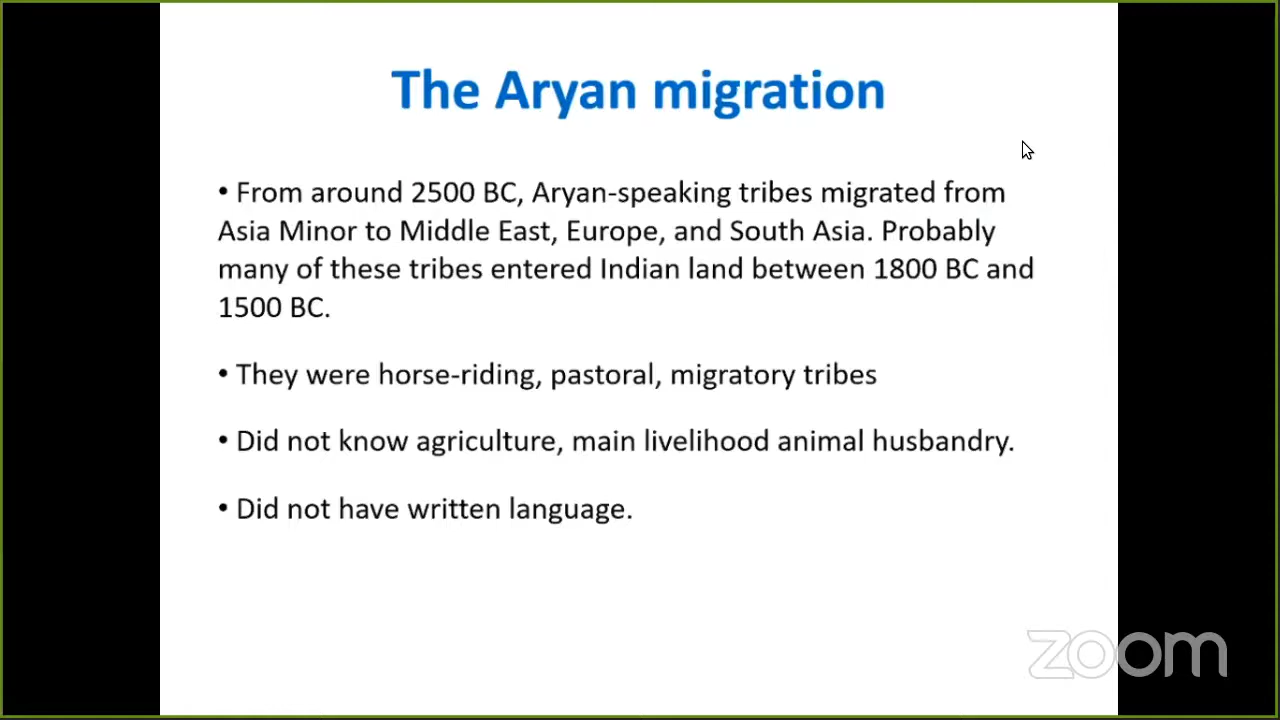 The Aryan migration
• From around 2500 BC, Aryan-speaking tribes migrated from
Asia Minor to Middle East, Europe, and South Asia. Probably
many of these tribes entered Indian land between 1800 BC and
1500 BC.
• They were horse-riding, pastoral, migratory tribes
• Did not know agriculture, main livelihood animal husbandry.
• Did not have written language.
zoom